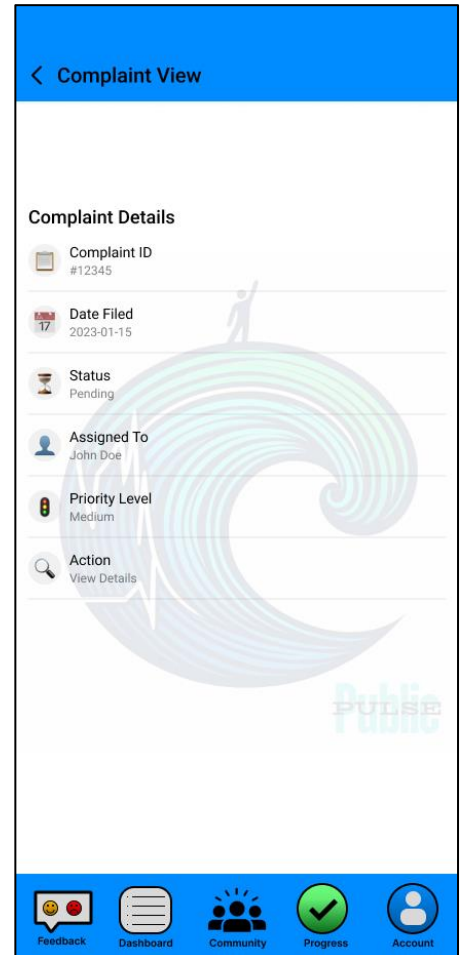 Complaint View
Complaint Details
Complaint ID
#12345
17
Date Filed
2023-01-15
Status
Pending
Assigned To
John Doe
Priority Level
Medium
Action
View Details
Public
PULSE
Feedback
Dashboard
Community
Progress
Account